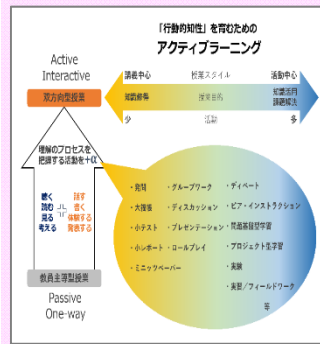 「行動的知性」を育むための
アクティブラーニング
Active
Interactive
双方向型授業
講義中心 授業スタイル 活動中心
知識修得 授業目的 知識活用
課題解決
少 活動 多
理解のプロセスを
把握する活動を+α
聴く 話す
読む 書く
見る 体験する
考える 発表する
教員主導型授業
Passive
One-way
・発問 ・グループワーク ・ディベート
・大福帳 ・ディスカッション ・ピア・インストラクション
・小テスト ・プレゼンテーション ・問題基盤型学習
・小レポート ・ロールプレイ ・プロジェクト型学習
・ミニッツペーパー ・実験
・実習/フィールドワーク
等